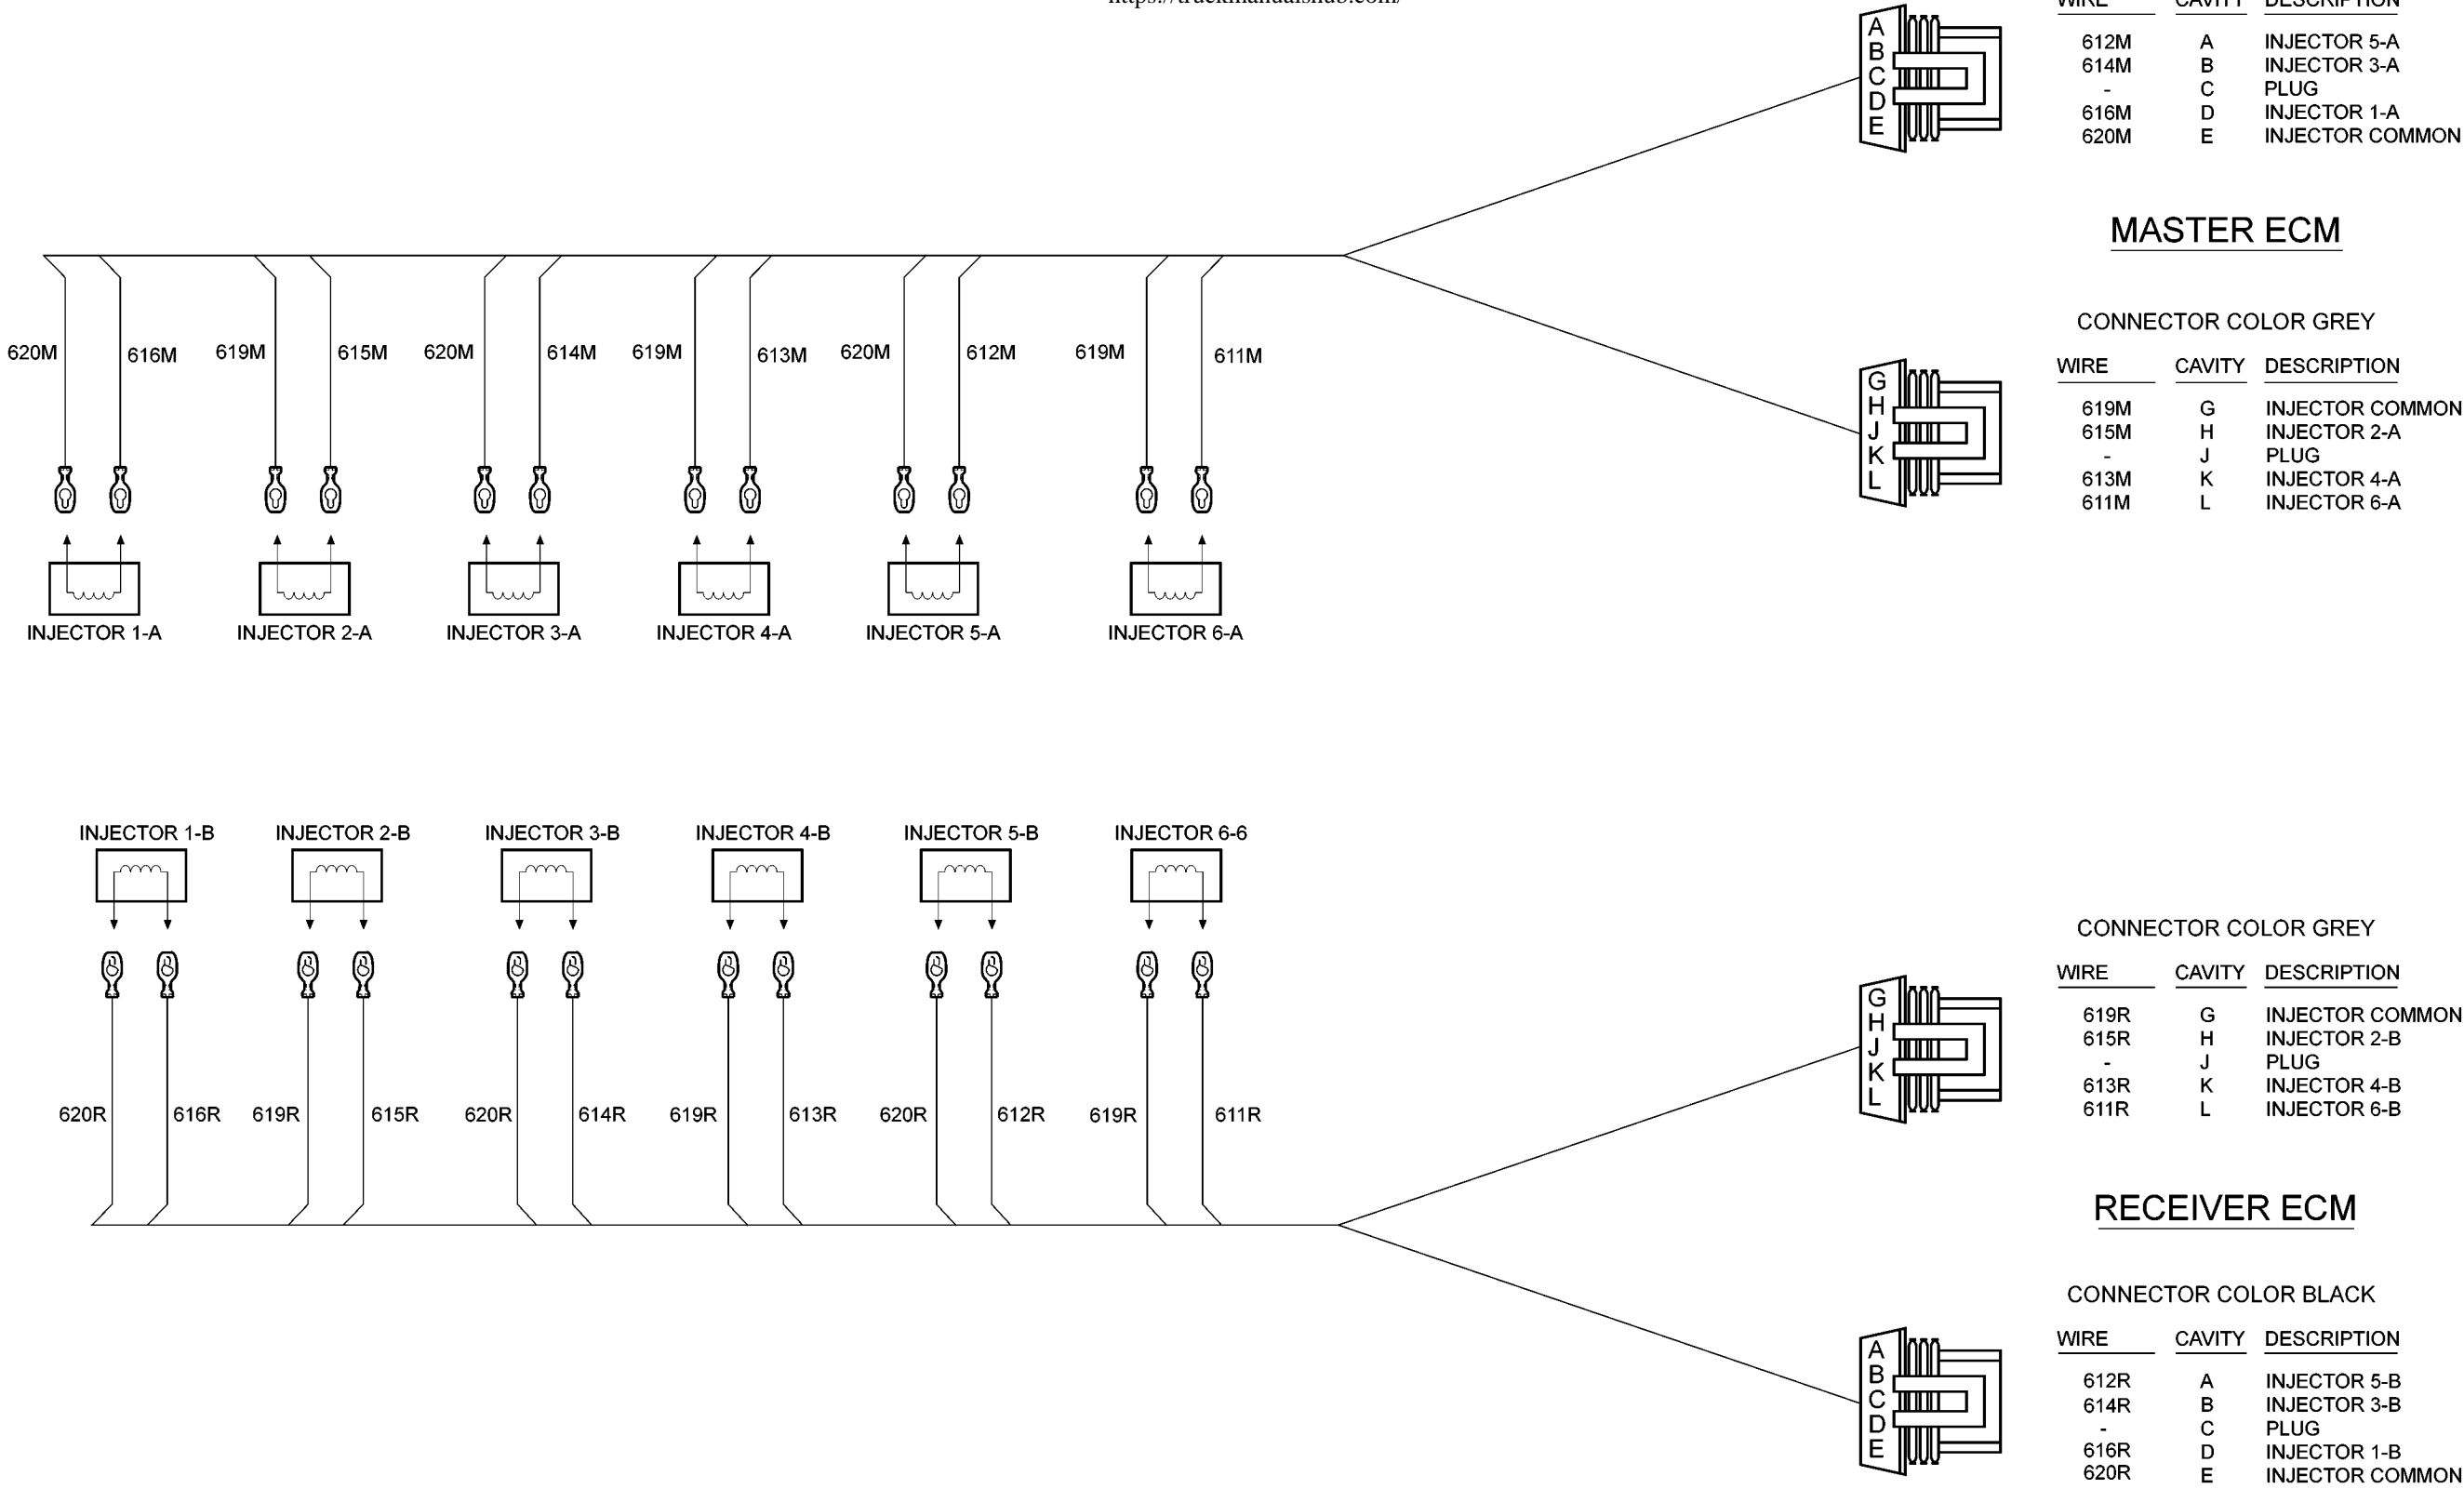 https://truckmanualshub.com/
WIRE CAVITY DESCRIPTION
612M A INJECTOR 5-A
614M B INJECTOR 3-A
- C PLUG
616M D INJECTOR 1-A
620M E INJECTOR COMMON
A
B
C
D
E
MASTER ECM
CONNECTOR COLOR GREY
WIRE CAVITY DESCRIPTION
619M G INJECTOR COMMON
615M H INJECTOR 2-A
- J PLUG
613M K INJECTOR 4-A
611M L INJECTOR 6-A
G
H
J
K
L
620M 616M 619M 615M 620M 614M 619M 613M 620M 612M 619M 611M
INJECTOR 1-A INJECTOR 2-A INJECTOR 3-A INJECTOR 4-A INJECTOR 5-A INJECTOR 6-A
INJECTOR 1-B INJECTOR 2-B INJECTOR 3-B INJECTOR 4-B INJECTOR 5-B INJECTOR 6-6
620R 616R 619R 615R 620R 614R 619R 613R 620R 612R 619R 611R
CONNECTOR COLOR GREY
WIRE CAVITY DESCRIPTION
619R G INJECTOR COMMON
615R H INJECTOR 2-B
- J PLUG
613R K INJECTOR 4-B
611R L INJECTOR 6-B
G
H
J
K
L
RECEIVER ECM
CONNECTOR COLOR BLACK
WIRE CAVITY DESCRIPTION
612R A INJECTOR 5-B
614R B INJECTOR 3-B
- C PLUG
616R D INJECTOR 1-B
620R E INJECTOR COMMON
A
B
C
D
E